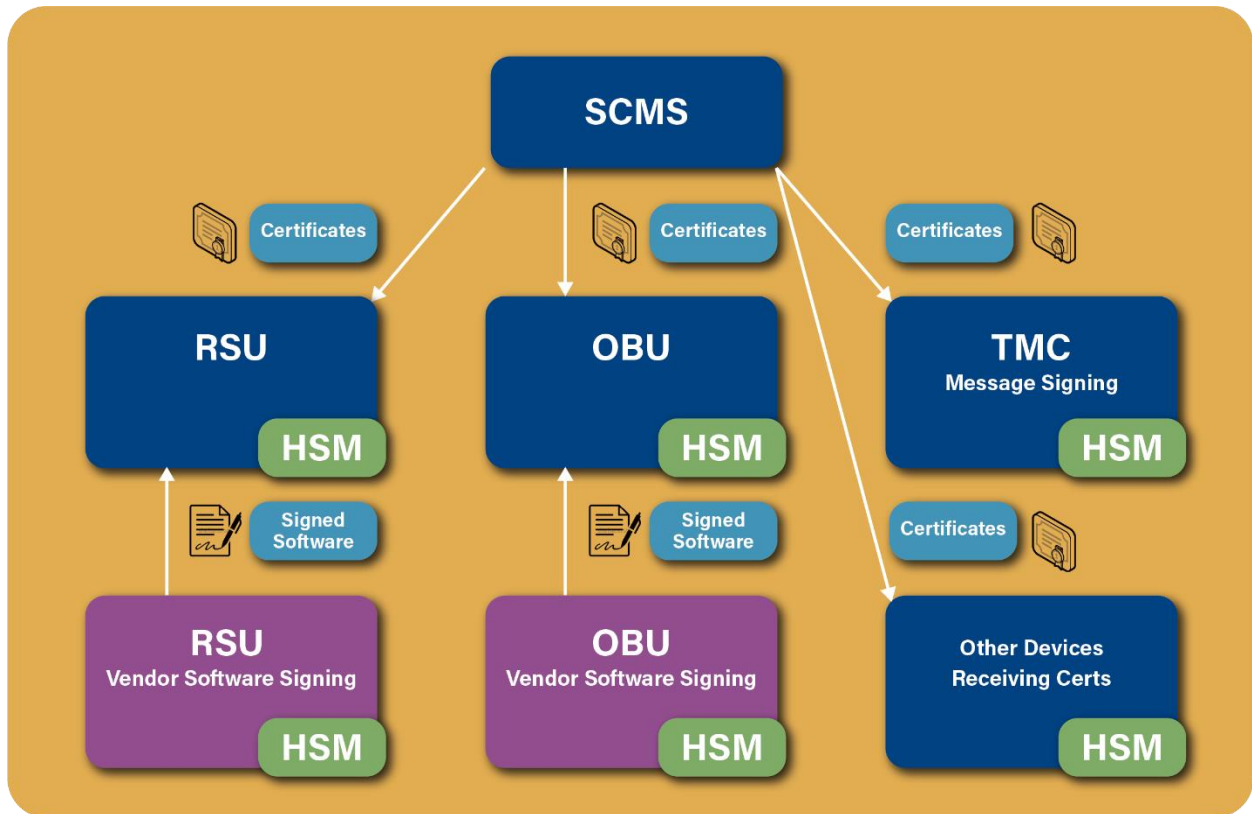 SCMS
Certificates
Certificates
Certificates
RSU
HSM
OBU
HSM
TMC
Message Signing
HSM
Signed
Software
Signed
Software
Certificates
RSU
Vendor Software Signing
HSM
OBU
Vendor Software Signing
HSM
Other Devices
Receiving Certs
HSM